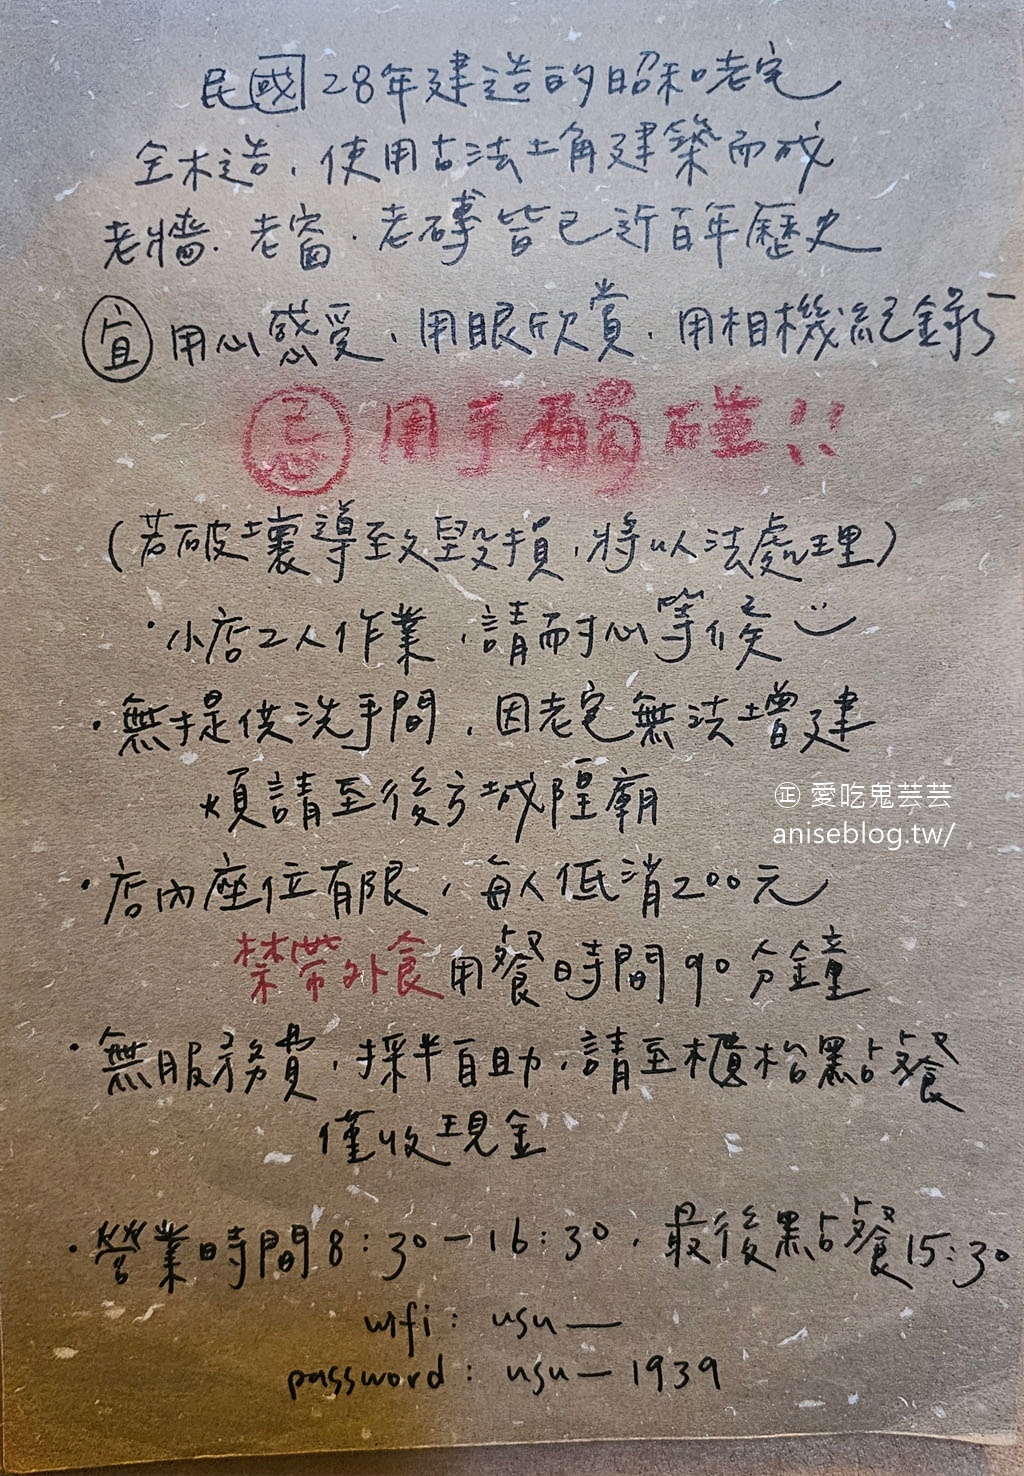 民國28年建造的昭和老宅
全木造，使用古法土角建築而成
老牆．老窗．老磚皆已近百年歷史
宜 用心感受，用眼欣賞，用相機紀錄
忌 用手觸碰！！
（若破壞導致毀損，將以法處理）
・小店2人作業，請耐心等候
・無提供洗手間，因老宅無法增建
煩請至後方城隍廟
㊣ 愛吃鬼芸芸
aniseblog.tw/
・店內座位有限，每人低消200元
禁帶外食 用餐時間90分鐘
・無服務費，採半自助，請至櫃枱點餐
僅收現金
・營業時間8：30－16：30，最後點餐15：30
wifi： usu—
password： usu—1939